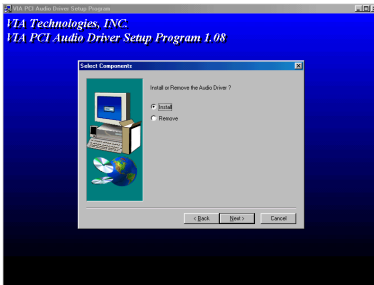 VIA PCI Audio Driver Setup Program
VIA Technologies, INC.
VIA PCI Audio Driver Setup Program 1.08
Select Components
Install or Remove the Audio Driver ?
Install
Remove
< Back
Next >
Cancel